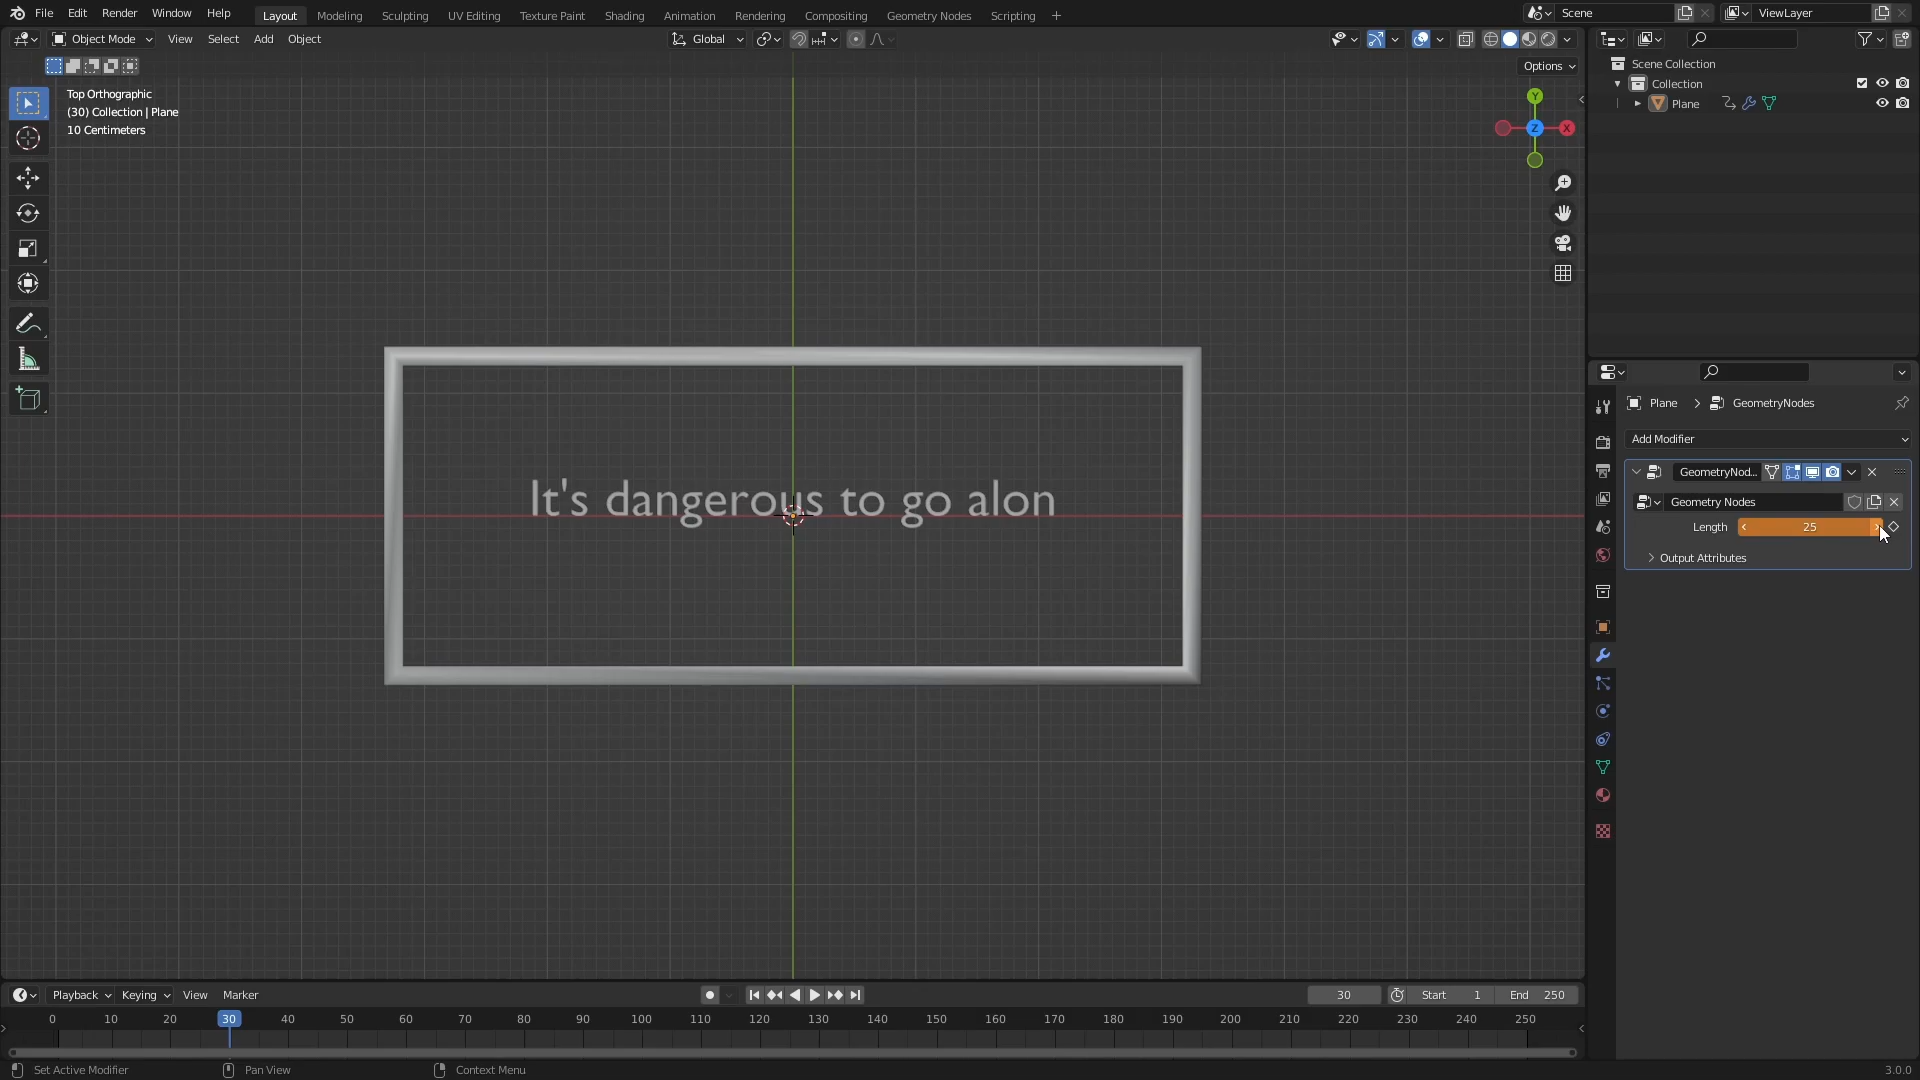 File Edit Render Window Help Layout Modeling Sculpting UV Editing Texture Paint Shading Animation Rendering Compositing Geometry Nodes Scripting + Scene ViewLayer
Object Mode View Select Add Object Global
Options
Top Orthographic
(30) Collection | Plane
10 Centimeters
Y
X
Z
It's dangerous to go alon
Scene Collection
Collection
Plane
Plane > GeometryNodes
Add Modifier
GeometryNod...
Geometry Nodes
Length 25
Output Attributes
Playback Keying View Marker 30 Start 1 End 250
0 10 20 30 40 50 60 70 80 90 100 110 120 130 140 150 160 170 180 190 200 210 220 230 240 250
Set Active Modifier Pan View Context Menu 3.0.0